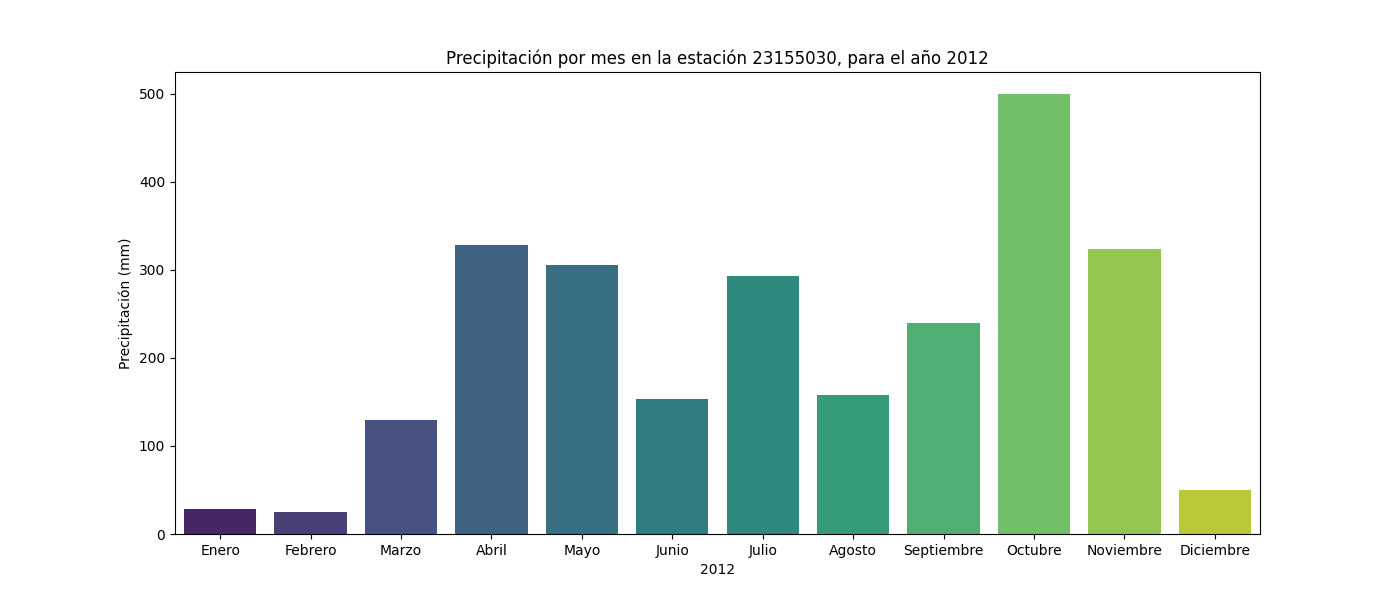 Precipitación por mes en la estación 23155030, para el año 2012
Precipitación (mm)
500
400
300
200
100
0
Enero Febrero Marzo Abril Mayo Junio Julio Agosto Septiembre Octubre Noviembre Diciembre
2012